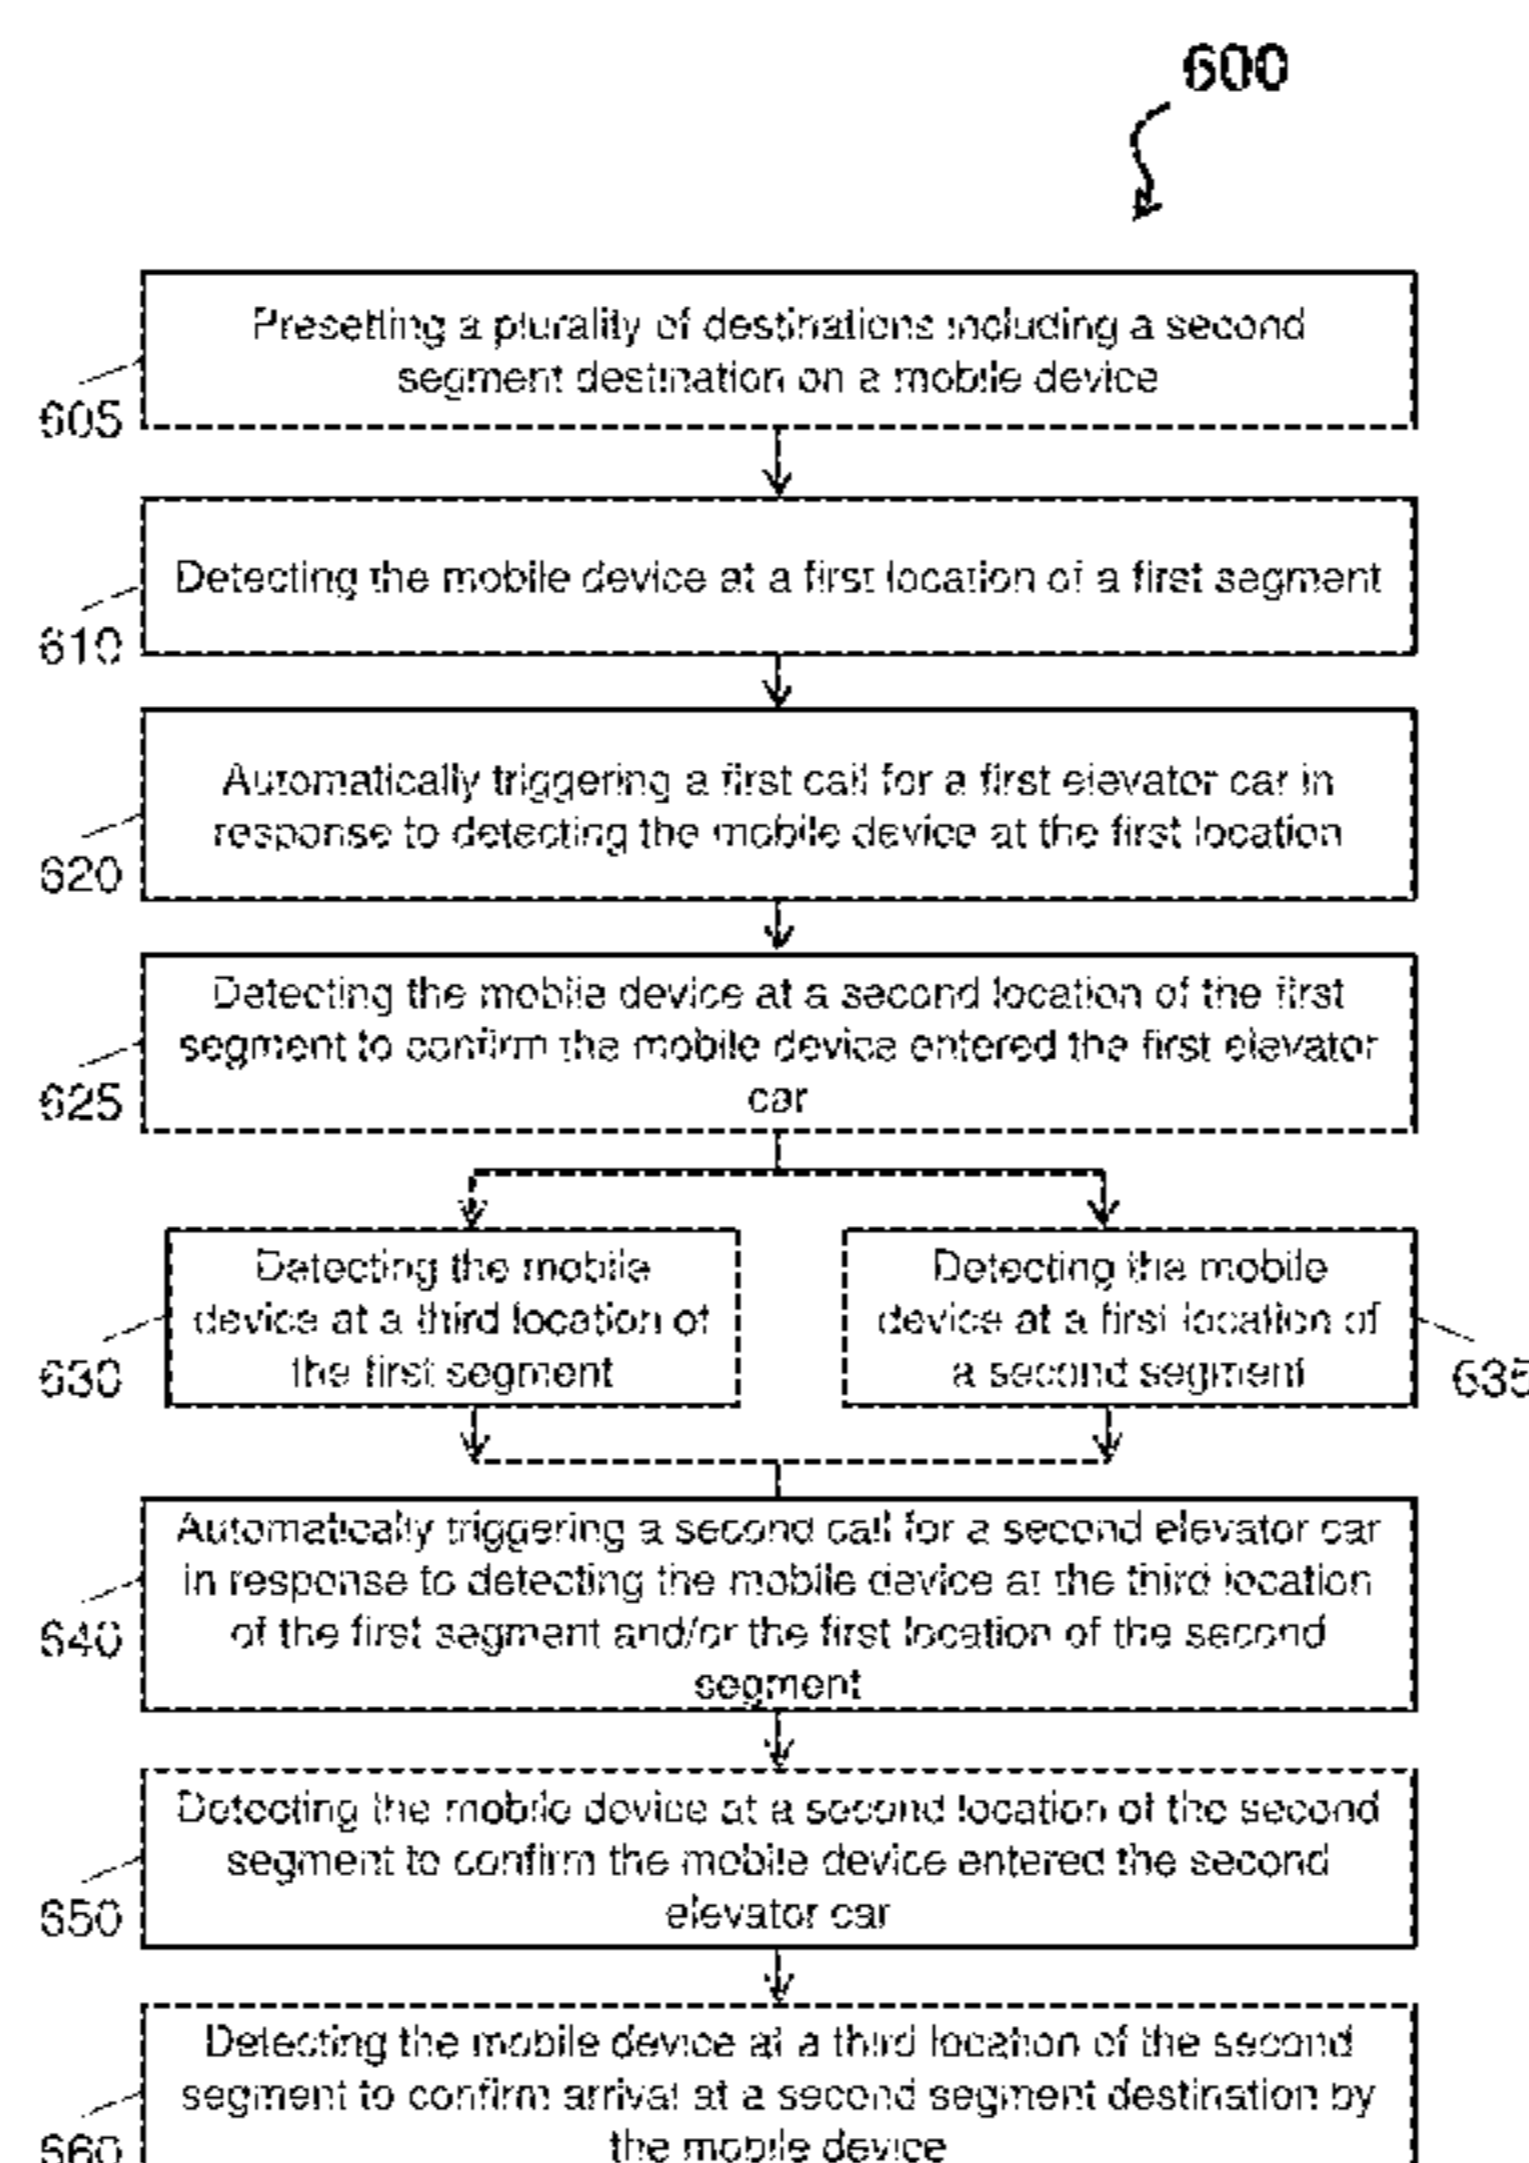 600
Presetting a plurality of destinations including a second
segment destination on a mobile device
605
Detecting the mobile device at a first location of a first segment
610
Automatically triggering a first call for a first elevator car in
response to detecting the mobile device at the first location
620
Detecting the mobile device at a second location of the first
segment to confirm the mobile device entered the first elevator
car
625
Detecting the mobile
device at a third location of
the first segment
630
Detecting the mobile
device at a first location of
a second segment
635
Automatically triggering a second call for a second elevator car
in response to detecting the mobile device at the third location
of the first segment and/or the first location of the second
segment
640
Detecting the mobile device at a second location of the second
segment to confirm the mobile device entered the second
elevator car
650
Detecting the mobile device at a third location of the second
segment to confirm arrival at a second segment destination by
the mobile device
660